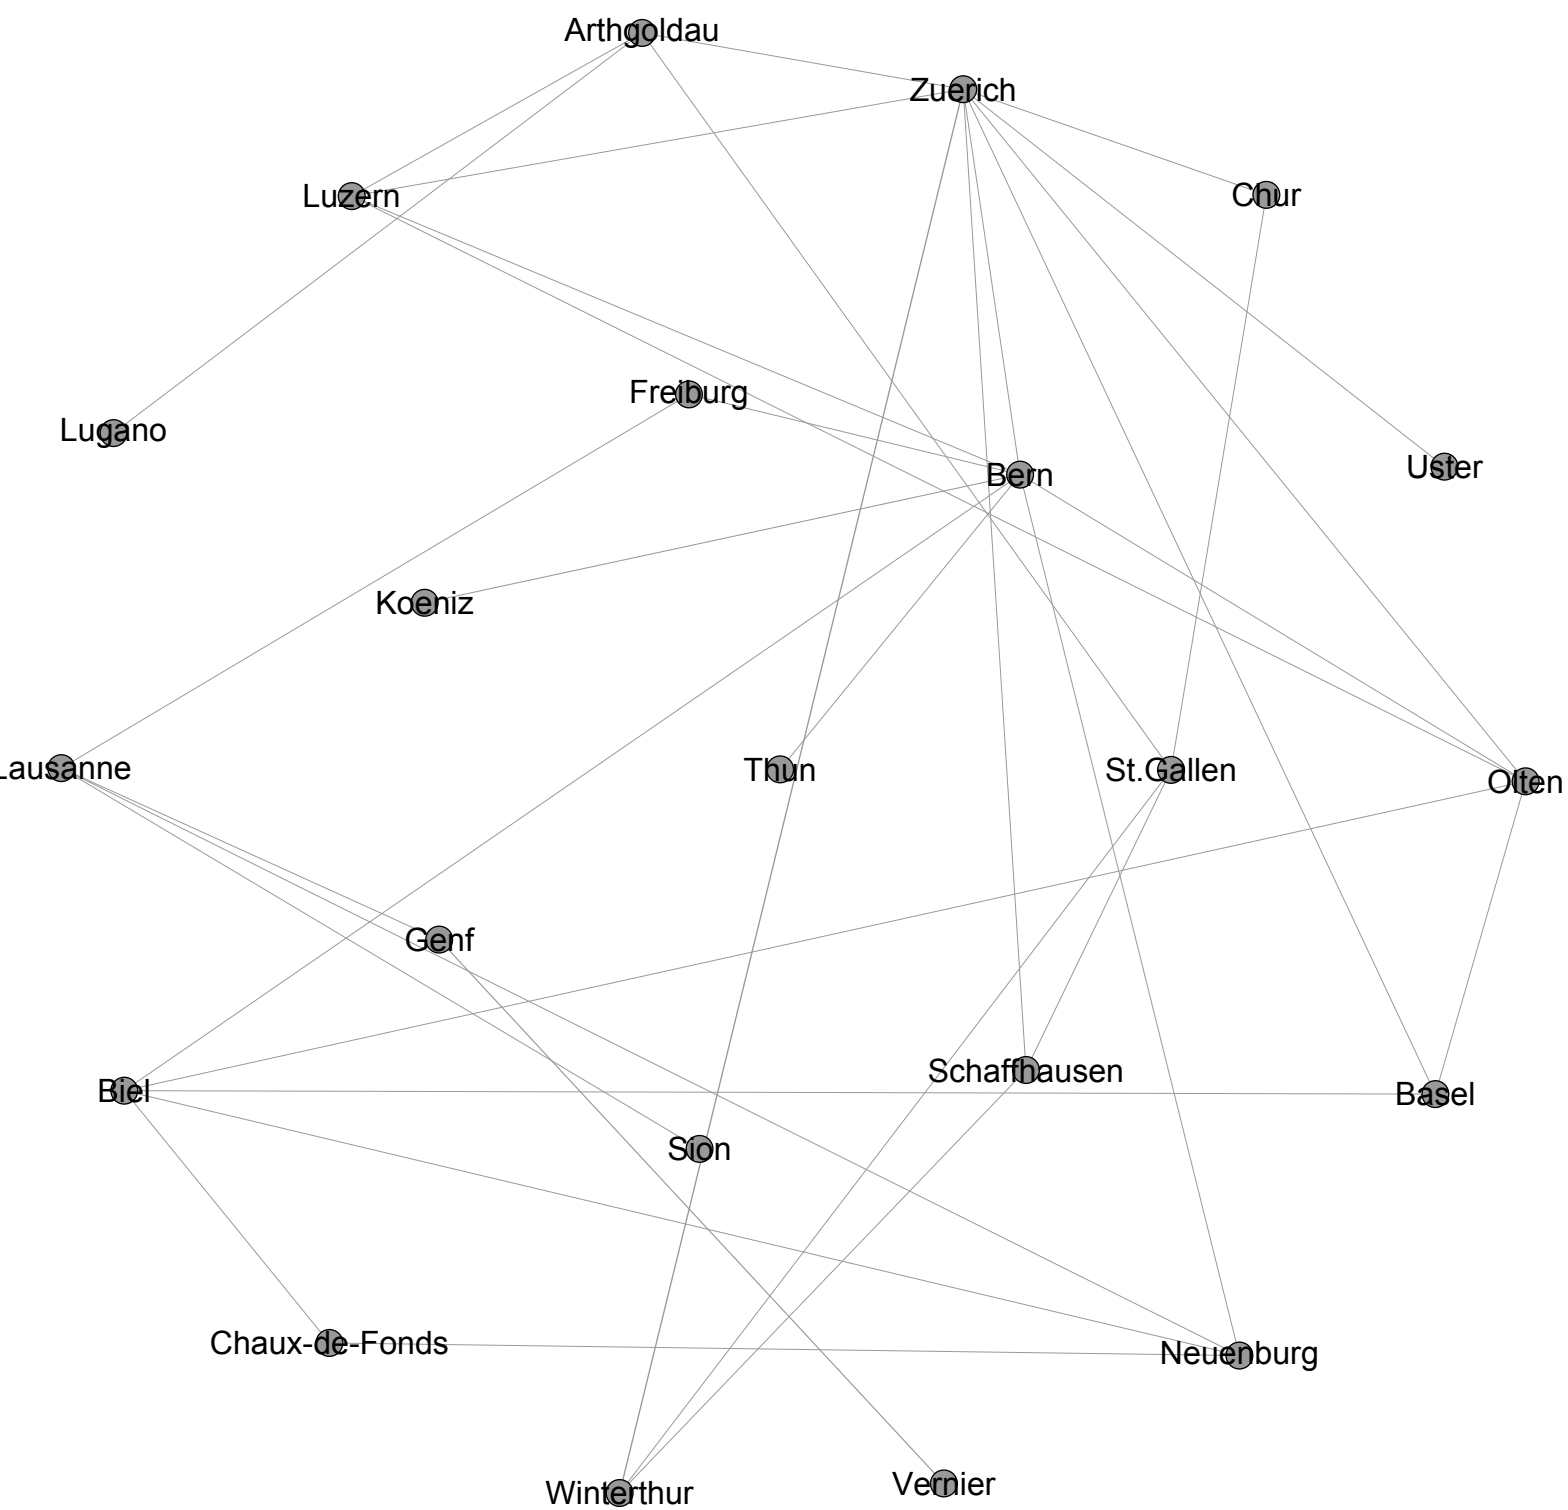 Arthgoldau
Zuerich
Luzern
Chur
Freiburg
Lugano
Uster
Bern
Koeniz
Lausanne
Thun
St.Gallen
Olten
Genf
Schaffhausen
Biel
Basel
Sion
Chaux-de-Fonds
Neuenburg
Winterthur
Vernier